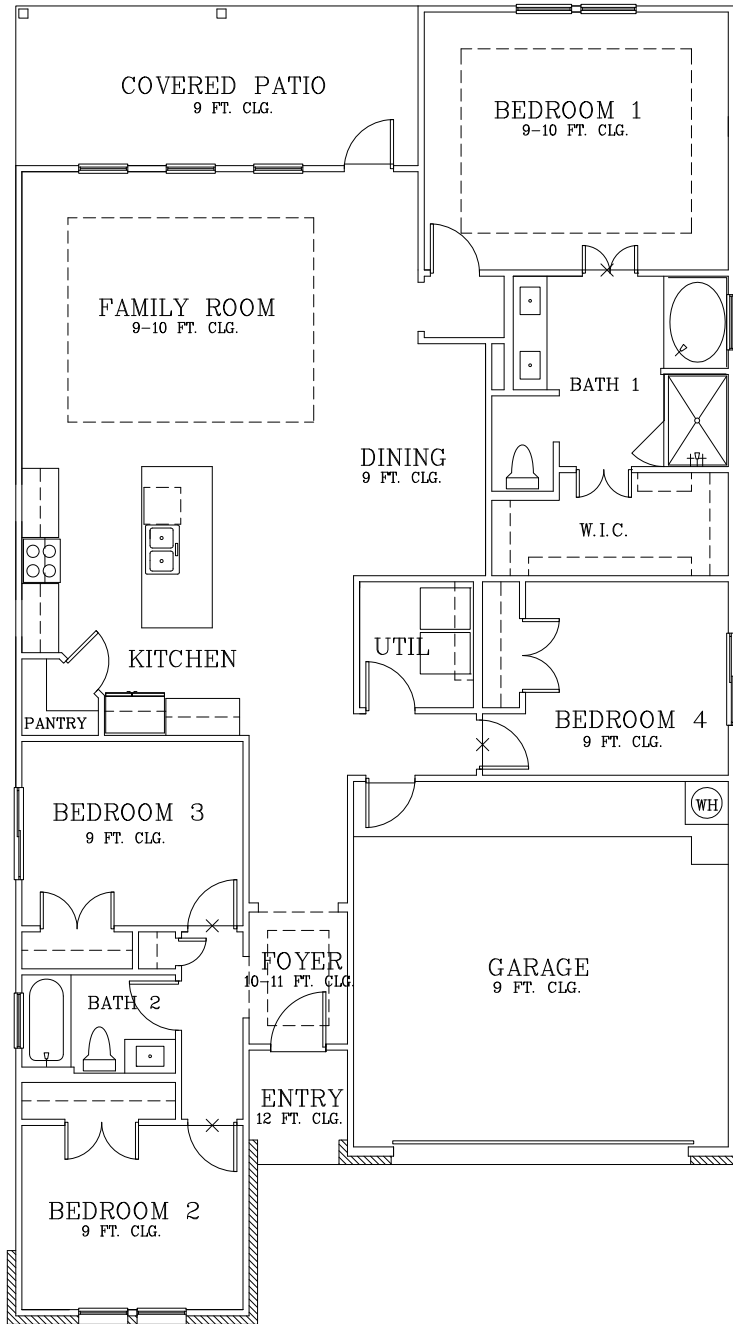 COVERED PATIO
9 FT. CLG.
BEDROOM 1
9-10 FT. CLG.
FAMILY ROOM
9-10 FT. CLG.
BATH 1
DINING
9 FT. CLG.
W.I.C.
UTIL
KITCHEN
PANTRY
BEDROOM 4
9 FT. CLG.
BEDROOM 3
9 FT. CLG.
WH
FOYER
10-11 FT. CLG.
GARAGE
9 FT. CLG.
BATH 2
ENTRY
12 FT. CLG.
BEDROOM 2
9 FT. CLG.